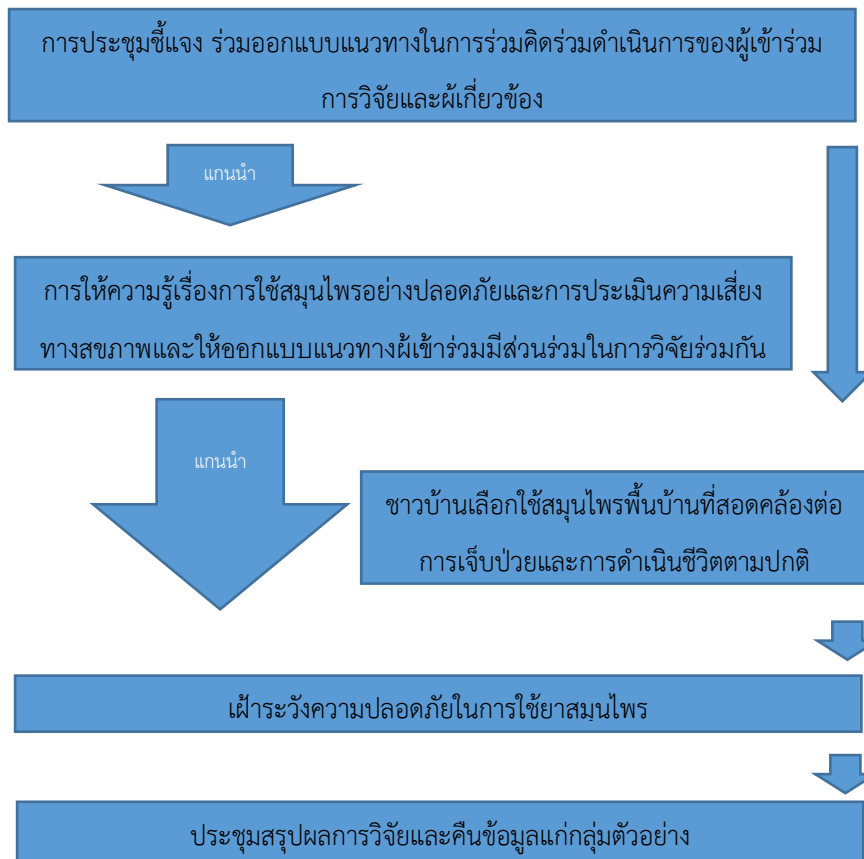 การประชุมชี้แจง ร่วมออกแบบแนวทางในการร่วมคิดร่วมดำเนินการของผู้เข้าร่วม
การวิจัยและผู้เกี่ยวข้อง
แกนนำ
การให้ความรู้เรื่องการใช้สมุนไพรอย่างปลอดภัยและการประเมินความเสี่ยง
ทางสุขภาพและให้ออกแบบแนวทางผู้เข้าร่วมมีส่วนร่วมในการวิจัยร่วมกัน
แกนนำ
ชาวบ้านเลือกใช้สมุนไพรพื้นบ้านที่สอดคล้องต่อ
การเจ็บป่วยและการดำเนินชีวิตตามปกติ
เฝ้าระวังความปลอดภัยในการใช้ยาสมุนไพร
ประชุมสรุปผลการวิจัยและคืนข้อมูลแก่กลุ่มตัวอย่าง